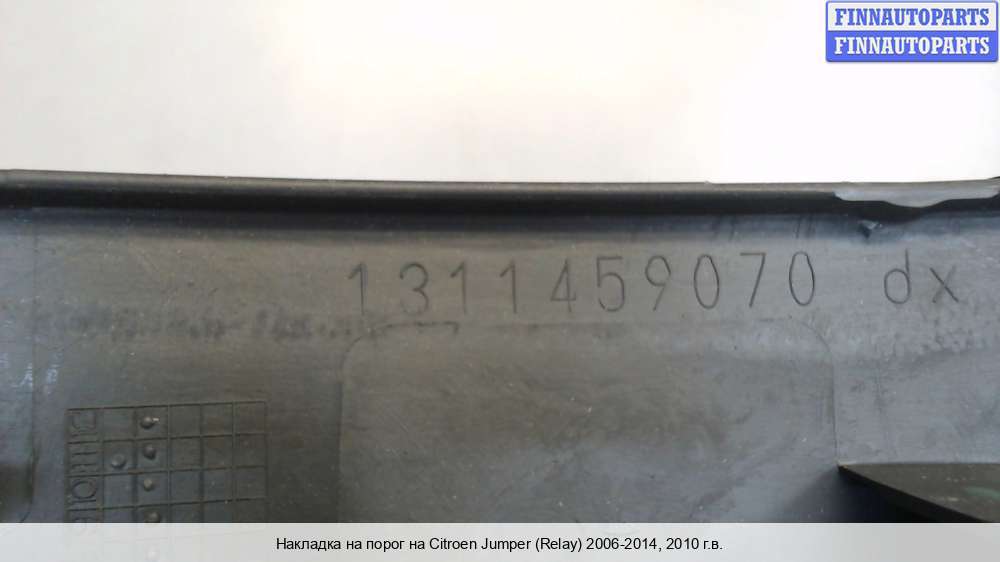 FINNAUTOPARTS
FINNAUTOPARTS
1311459070 dx
Накладка на порог на Citroen Jumper (Relay) 2006-2014, 2010 г.в.